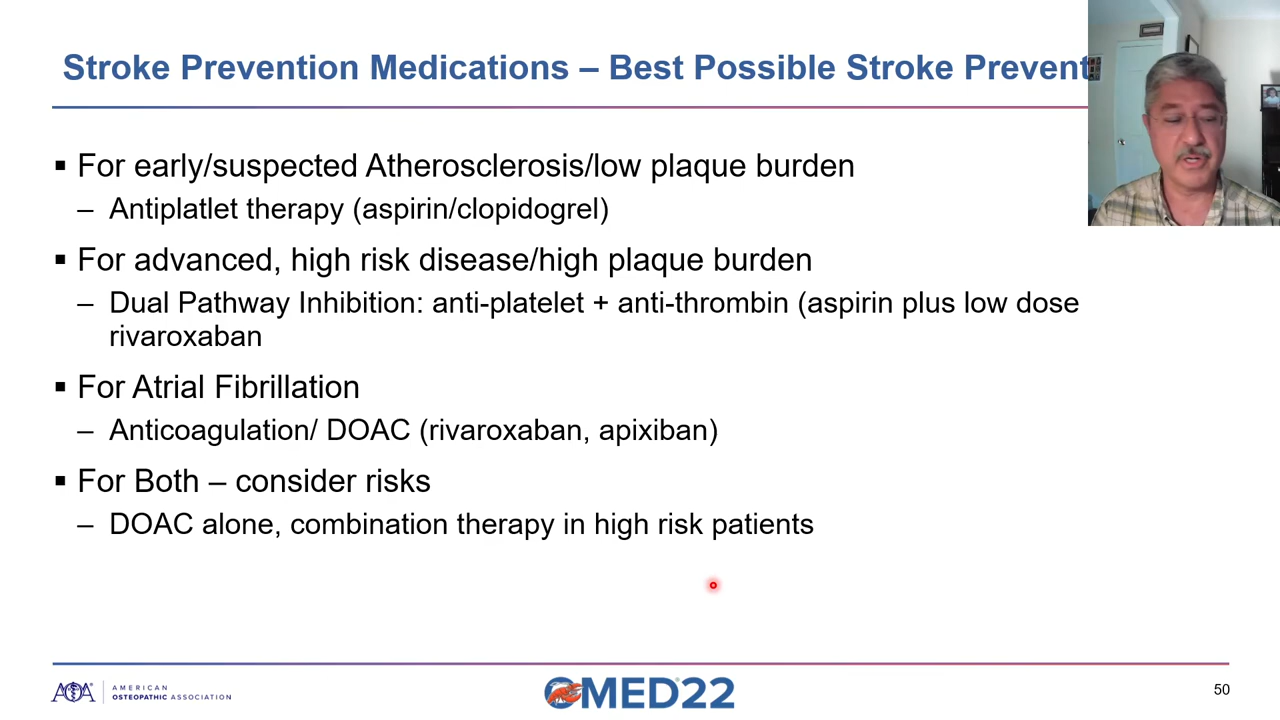 Stroke Prevention Medications – Best Possible Stroke Prevent
▪ For early/suspected Atherosclerosis/low plaque burden
– Antiplatlet therapy (aspirin/clopidogrel)
▪ For advanced, high risk disease/high plaque burden
– Dual Pathway Inhibition: anti-platelet + anti-thrombin (aspirin plus low dose
rivaroxaban
▪ For Atrial Fibrillation
– Anticoagulation/ DOAC (rivaroxaban, apixiban)
▪ For Both – consider risks
– DOAC alone, combination therapy in high risk patients
AOA
AMERICAN
OSTEOPATHIC ASSOCIATION
OMED22
50